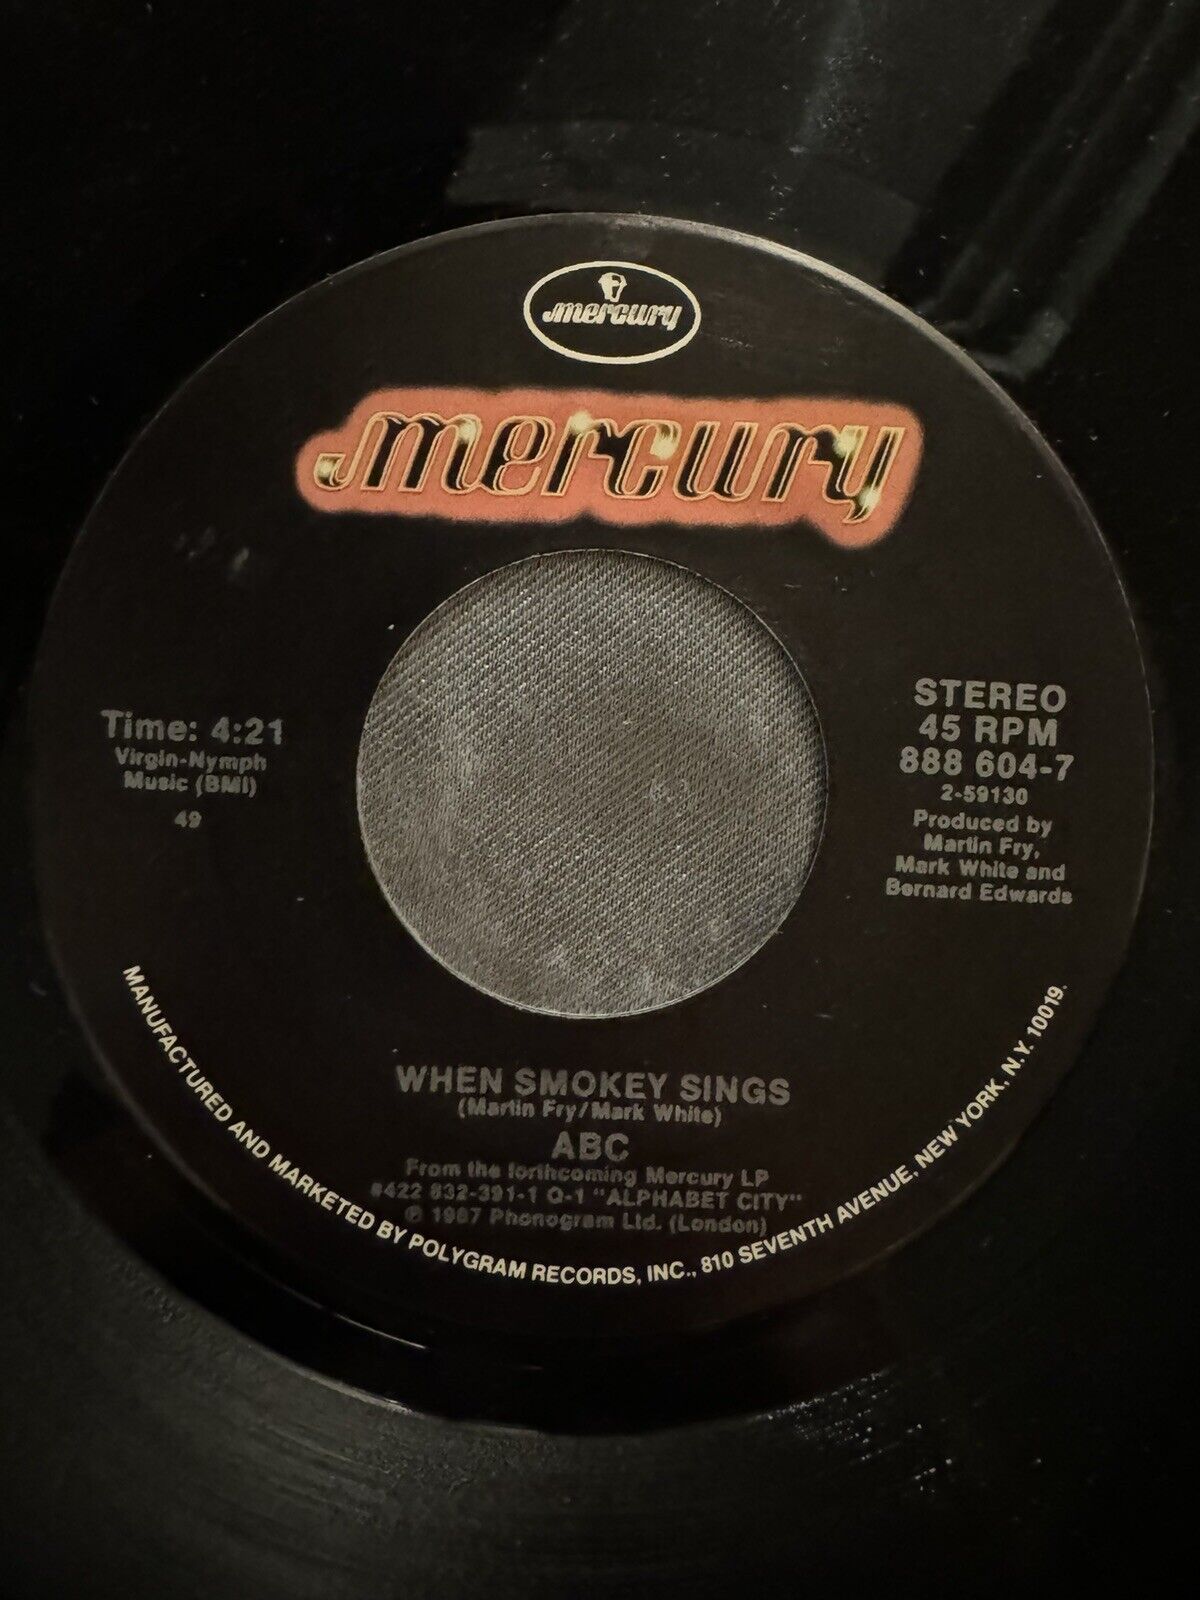 mercury
mercury
Time: 4:21
Virgin-Nymph
Music (BMI)
49
STEREO
45 RPM
888 604-7
2-59130
Produced by
Martin Fry,
Mark White and
Bernard Edwards
WHEN SMOKEY SINGS
(Martin Fry/Mark White)
ABC
From the forthcoming Mercury LP
#422 832-391-1 Q-1 "ALPHABET CITY"
℗ 1987 Phonogram Ltd. (London)
MANUFACTURED AND MARKETED BY POLYGRAM RECORDS, INC., 810 SEVENTH AVENUE, NEW YORK, N.Y. 10019.